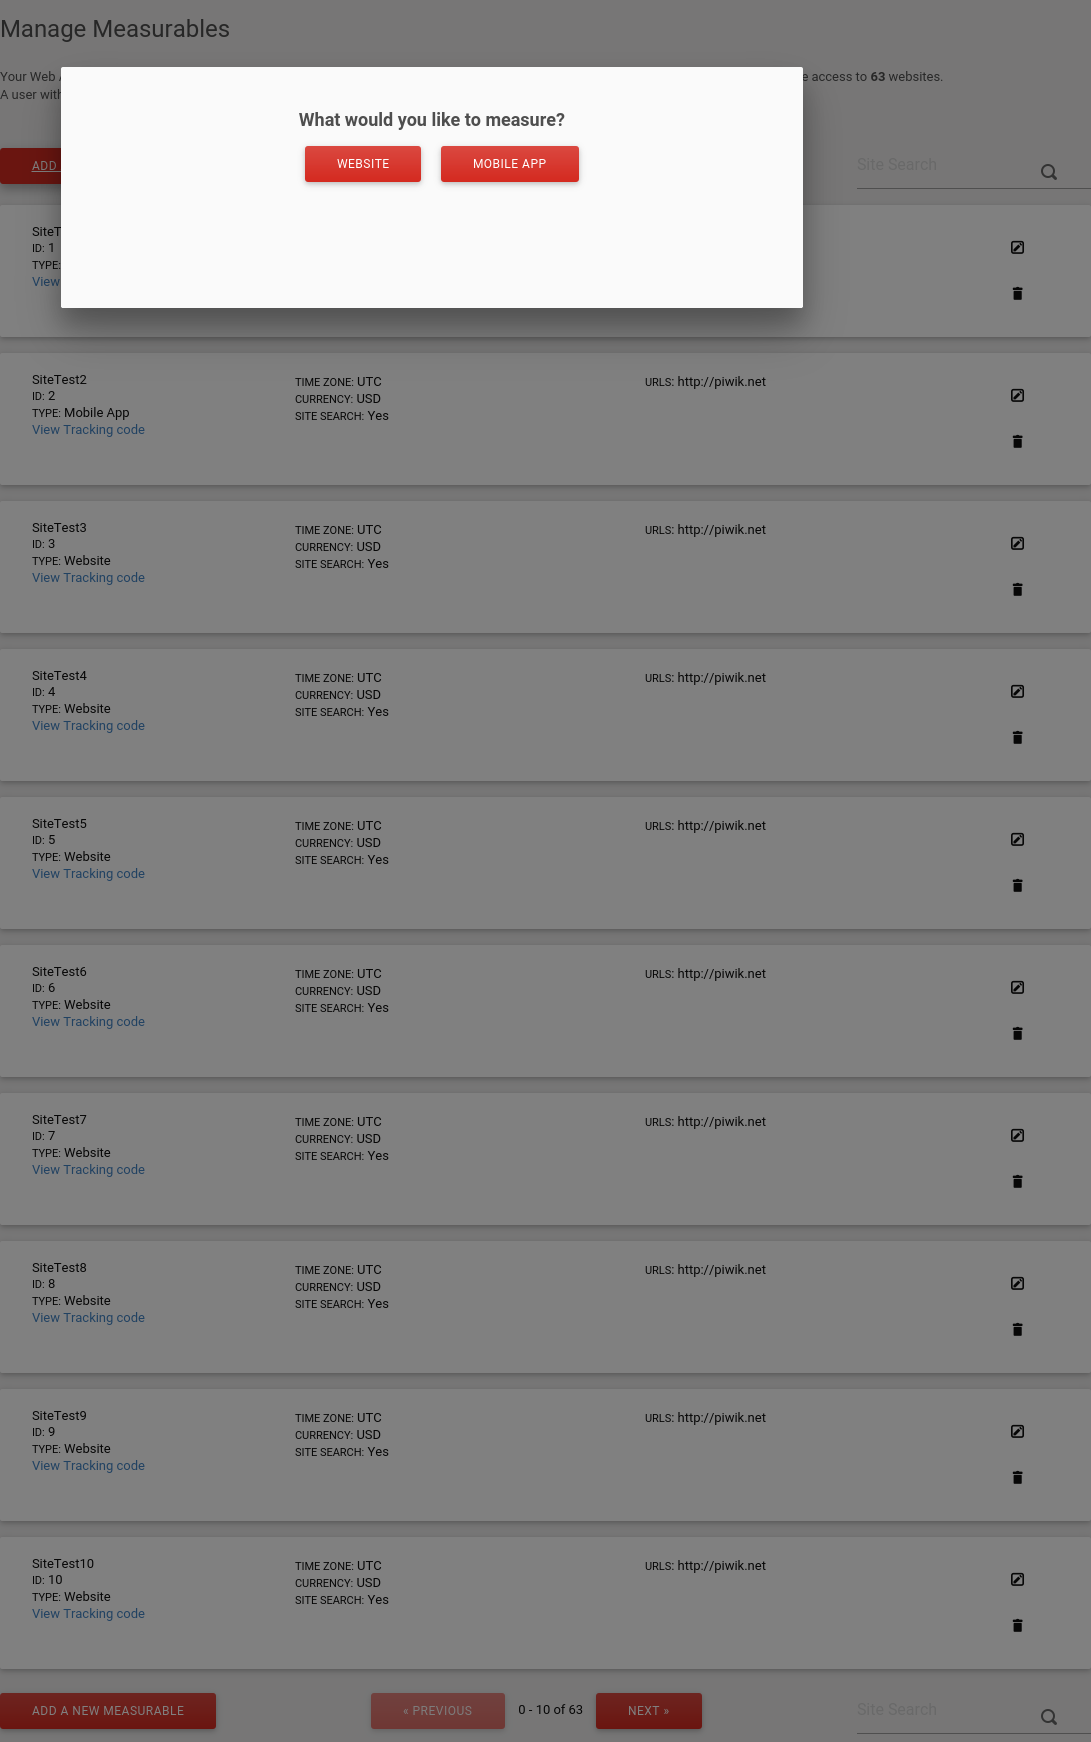 Manage Measurables
Your Web
access to 63 websites.
A user
What would you like to measure?
WEBSITE
MOBILE APP
ADD
Site Search
ID: 1
TYPE:
View
SiteTest2
ID: 2
TYPE: Mobile App
View Tracking code
TIME ZONE: UTC
CURRENCY: USD
SITE SEARCH: Yes
URLS: http://piwik.net
SiteTest3
ID: 3
TYPE: Website
View Tracking code
TIME ZONE: UTC
CURRENCY: USD
SITE SEARCH: Yes
URLS: http://piwik.net
SiteTest4
ID: 4
TYPE: Website
View Tracking code
TIME ZONE: UTC
CURRENCY: USD
SITE SEARCH: Yes
URLS: http://piwik.net
SiteTest5
ID: 5
TYPE: Website
View Tracking code
TIME ZONE: UTC
CURRENCY: USD
SITE SEARCH: Yes
URLS: http://piwik.net
SiteTest6
ID: 6
TYPE: Website
View Tracking code
TIME ZONE: UTC
CURRENCY: USD
SITE SEARCH: Yes
URLS: http://piwik.net
SiteTest7
ID: 7
TYPE: Website
View Tracking code
TIME ZONE: UTC
CURRENCY: USD
SITE SEARCH: Yes
URLS: http://piwik.net
SiteTest8
ID: 8
TYPE: Website
View Tracking code
TIME ZONE: UTC
CURRENCY: USD
SITE SEARCH: Yes
URLS: http://piwik.net
SiteTest9
ID: 9
TYPE: Website
View Tracking code
TIME ZONE: UTC
CURRENCY: USD
SITE SEARCH: Yes
URLS: http://piwik.net
SiteTest10
ID: 10
TYPE: Website
View Tracking code
TIME ZONE: UTC
CURRENCY: USD
SITE SEARCH: Yes
URLS: http://piwik.net
ADD A NEW MEASURABLE
« PREVIOUS
0 - 10 of 63
NEXT »
Site Search